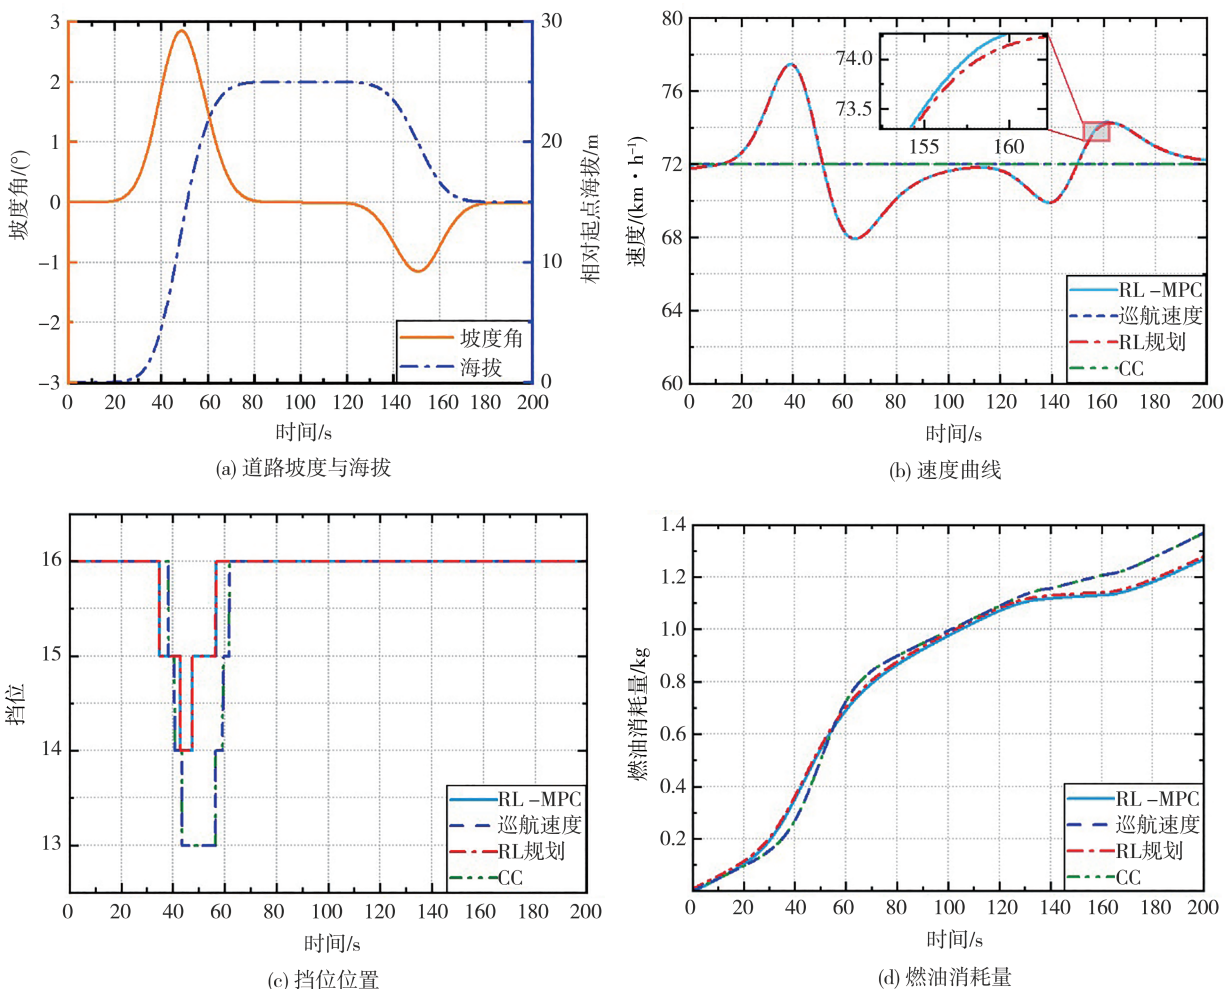 3
2
1
0
−1
−2
−3
坡度角/(°)
30
20
10
0
相对起点海拔/m
坡度角
海拔
0 20 40 60 80 100 120 140 160 180 200
时间/s
(a) 道路坡度与海拔
80
76
72
68
64
60
速度/(km·h⁻¹)
74.0
73.5
155 160
RL −MPC
巡航速度
RL规划
CC
0 20 40 60 80 100 120 140 160 180 200
时间/s
(b) 速度曲线
16
15
14
13
挡位
RL −MPC
巡航速度
RL规划
CC
0 20 40 60 80 100 120 140 160 180 200
时间/s
(c) 挡位位置
1.4
1.2
1.0
0.8
0.6
0.4
0.2
燃油消耗量/kg
RL −MPC
巡航速度
RL规划
CC
0 20 40 60 80 100 120 140 160 180 200
时间/s
(d) 燃油消耗量